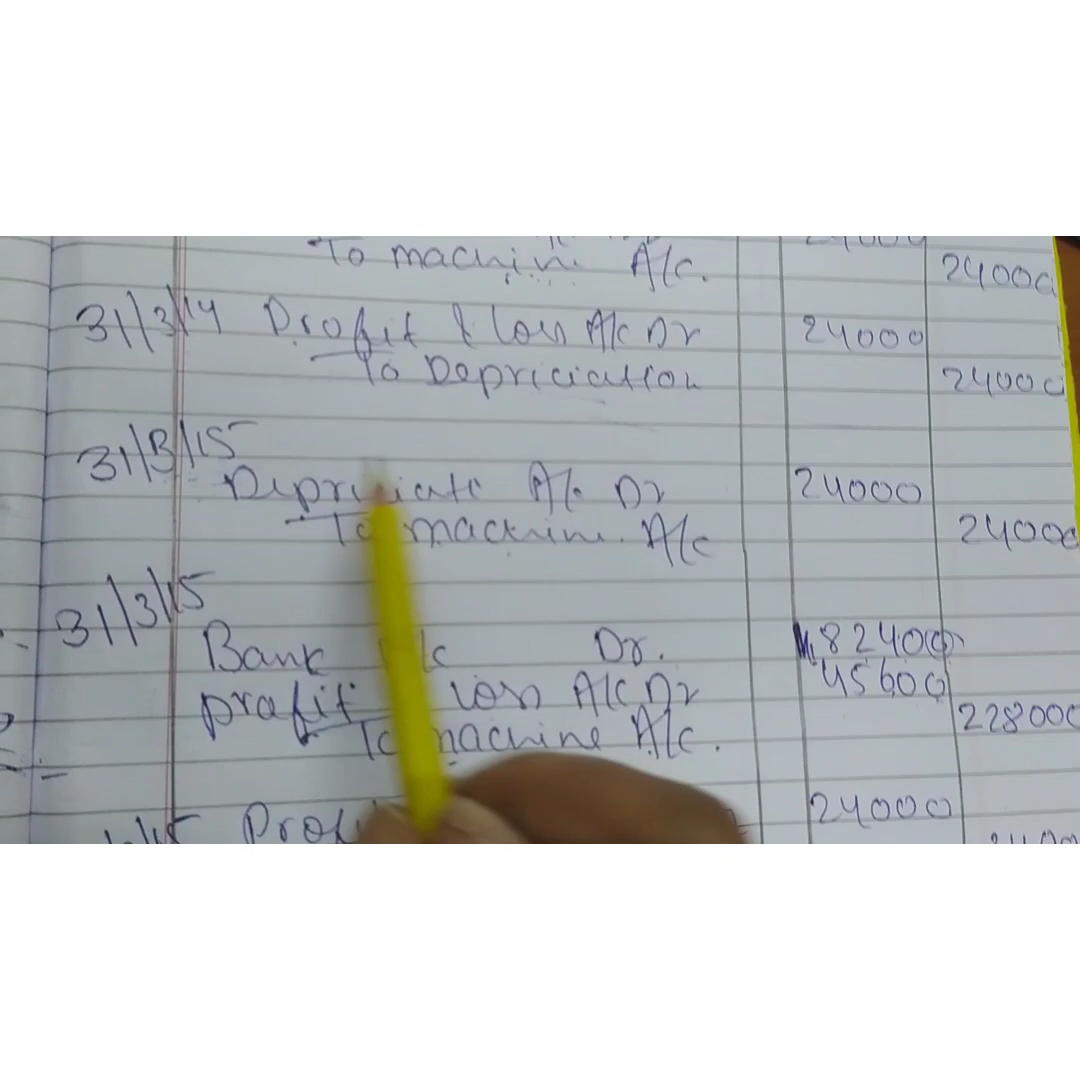 To machine A/c. 24000
31/3/14 Profit & loss A/c Dr 24000
To Depriciation 24000
31/3/15
Depriciate A/c Dr 24000
To machine. A/c 24000
31/3/15
Bank A/c Dr. 182400
profit loss A/c Dr 45600
To machine A/c. 228000
24000